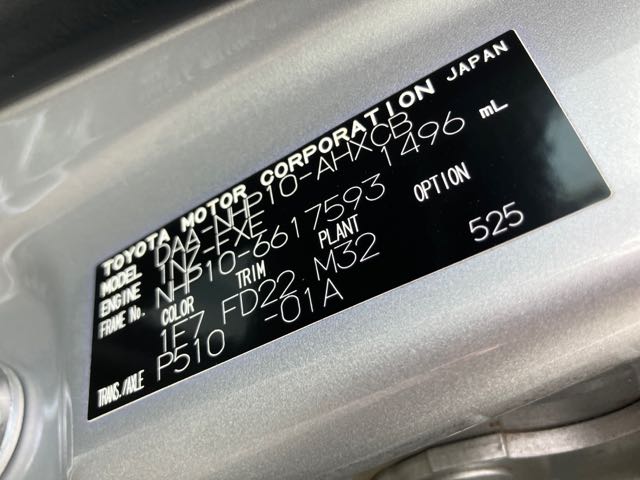 TOYOTA MOTOR CORPORATION JAPAN
MODEL DAA-NHP10-AHXCB
ENGINE 1NZ-FXE 1496 mL
FRAME No. NHP10-6617593
COLOR TRIM PLANT OPTION
1F7 FD22 M32 525
TRANS./AXLE P510 -01A